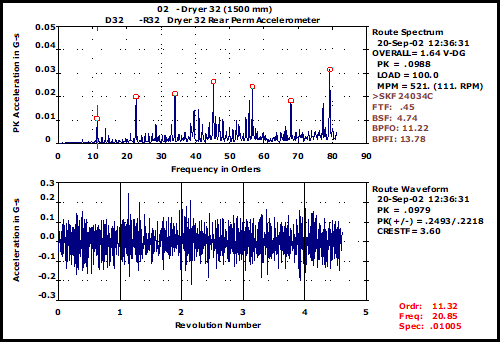 02 - Dryer 32 (1500 mm)
D32 -R32 Dryer 32 Rear Perm Accelerometer
PK Acceleration in G-s
0.05
0.04
0.03
0.02
0.01
0
0 10 20 30 40 50 60 70 80 90
Frequency in Orders
Route Spectrum
20-Sep-02 12:36:31
OVERALL= 1.64 V-DG
PK = .0988
LOAD = 100.0
MPM = 521. (111. RPM)
>SKF 24034C
FTF: .45
BSF: 4.74
BPFO: 11.22
BPFI: 13.78
Acceleration in G-s
0.3
0.2
0.1
0.0
-0.1
-0.2
-0.3
0 1 2 3 4 5
Revolution Number
Route Waveform
20-Sep-02 12:36:31
PK = .0979
PK(+/-) = .2493/.2218
CRESTF= 3.60
Ordr: 11.32
Freq: 20.85
Spec: .01005